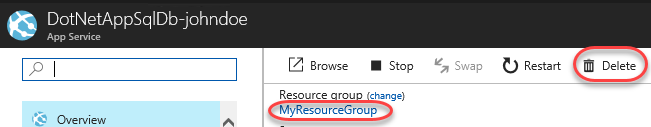 DotNetAppSqlDb-johndoe
App Service
Browse Stop Swap Restart Delete
Resource group (change)
MyResourceGroup
Overview